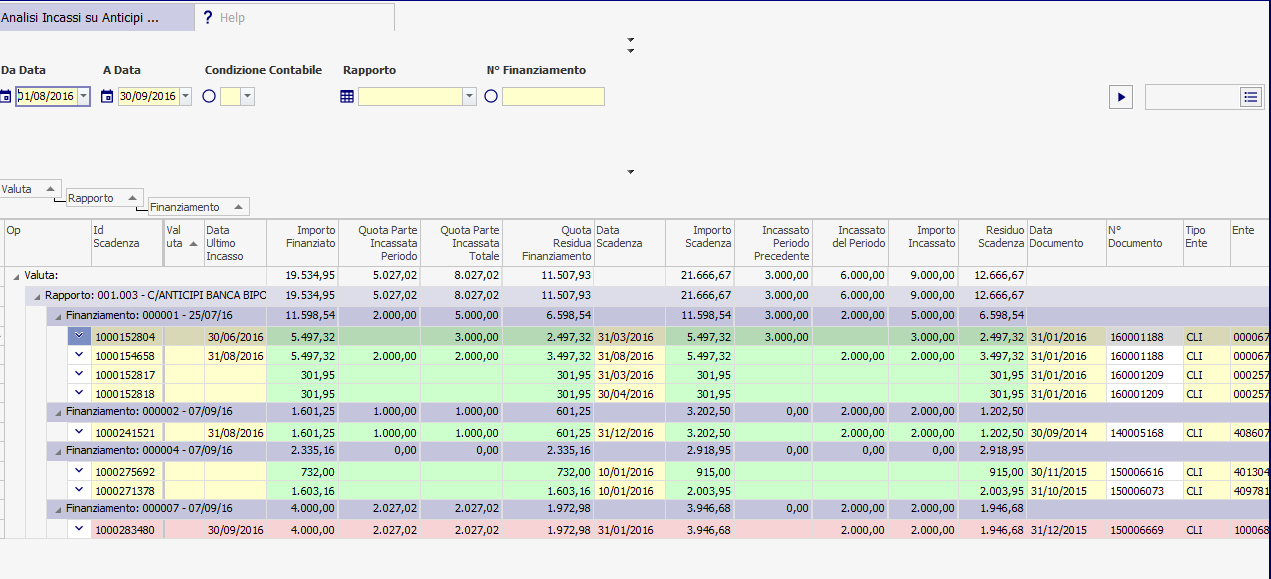 Analisi Incassi su Anticipi ... ? Help
Da Data A Data Condizione Contabile Rapporto N° Finanziamento
01/08/2016 30/09/2016
Valuta
Rapporto
Finanziamento
Op Id Scadenza Val uta Data Ultimo Incasso Importo Finanziato Quota Parte Incassata Periodo Quota Parte Incassata Totale Quota Residua Finanziamento Data Scadenza Importo Scadenza Incassato Periodo Precedente Incassato del Periodo Importo Incassato Residuo Scadenza Data Documento N° Documento Tipo Ente Ente
Valuta: 19.534,95 5.027,02 8.027,02 11.507,93 21.666,67 3.000,00 6.000,00 9.000,00 12.666,67
Rapporto: 001.003 - C/ANTICIPI BANCA BIPO 19.534,95 5.027,02 8.027,02 11.507,93 21.666,67 3.000,00 6.000,00 9.000,00 12.666,67
Finanziamento: 000001 - 25/07/16 11.598,54 2.000,00 5.000,00 6.598,54 11.598,54 3.000,00 2.000,00 5.000,00 6.598,54
1000152804 30/06/2016 5.497,32 3.000,00 2.497,32 31/03/2016 5.497,32 3.000,00 3.000,00 2.497,32 31/01/2016 160001188 CLI 000067
1000154658 31/08/2016 5.497,32 2.000,00 2.000,00 3.497,32 31/08/2016 5.497,32 2.000,00 2.000,00 3.497,32 31/01/2016 160001188 CLI 000067
1000152817 301,95 301,95 31/03/2016 301,95 301,95 31/01/2016 160001209 CLI 000257
1000152818 301,95 301,95 30/04/2016 301,95 301,95 31/01/2016 160001209 CLI 000257
Finanziamento: 000002 - 07/09/16 1.601,25 1.000,00 1.000,00 601,25 3.202,50 0,00 2.000,00 2.000,00 1.202,50
1000241521 31/08/2016 1.601,25 1.000,00 1.000,00 601,25 31/12/2016 3.202,50 2.000,00 2.000,00 1.202,50 30/09/2014 140005168 CLI 408607
Finanziamento: 000004 - 07/09/16 2.335,16 0,00 0,00 2.335,16 2.918,95 0,00 0,00 0,00 2.918,95
1000275692 732,00 732,00 10/01/2016 915,00 915,00 30/11/2015 150006616 CLI 401304
1000271378 1.603,16 1.603,16 10/01/2016 2.003,95 2.003,95 31/10/2015 150006073 CLI 409781
Finanziamento: 000007 - 07/09/16 4.000,00 2.027,02 2.027,02 1.972,98 3.946,68 0,00 2.000,00 2.000,00 1.946,68
1000283480 30/09/2016 4.000,00 2.027,02 2.027,02 1.972,98 31/01/2016 3.946,68 2.000,00 2.000,00 1.946,68 31/12/2015 150006669 CLI 100068